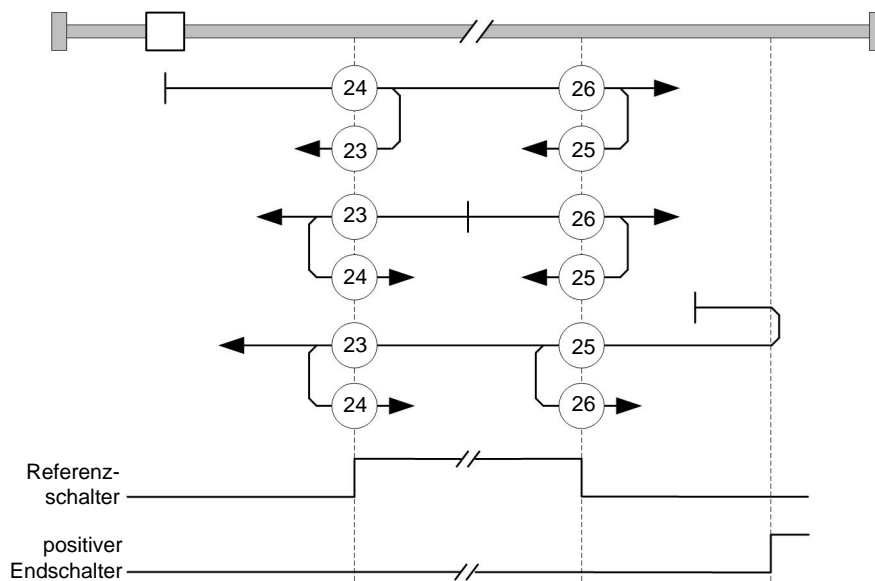 24 26
23 25
23 26
24 25
23 25
24 26
Referenz-
schalter
positiver
Endschalter